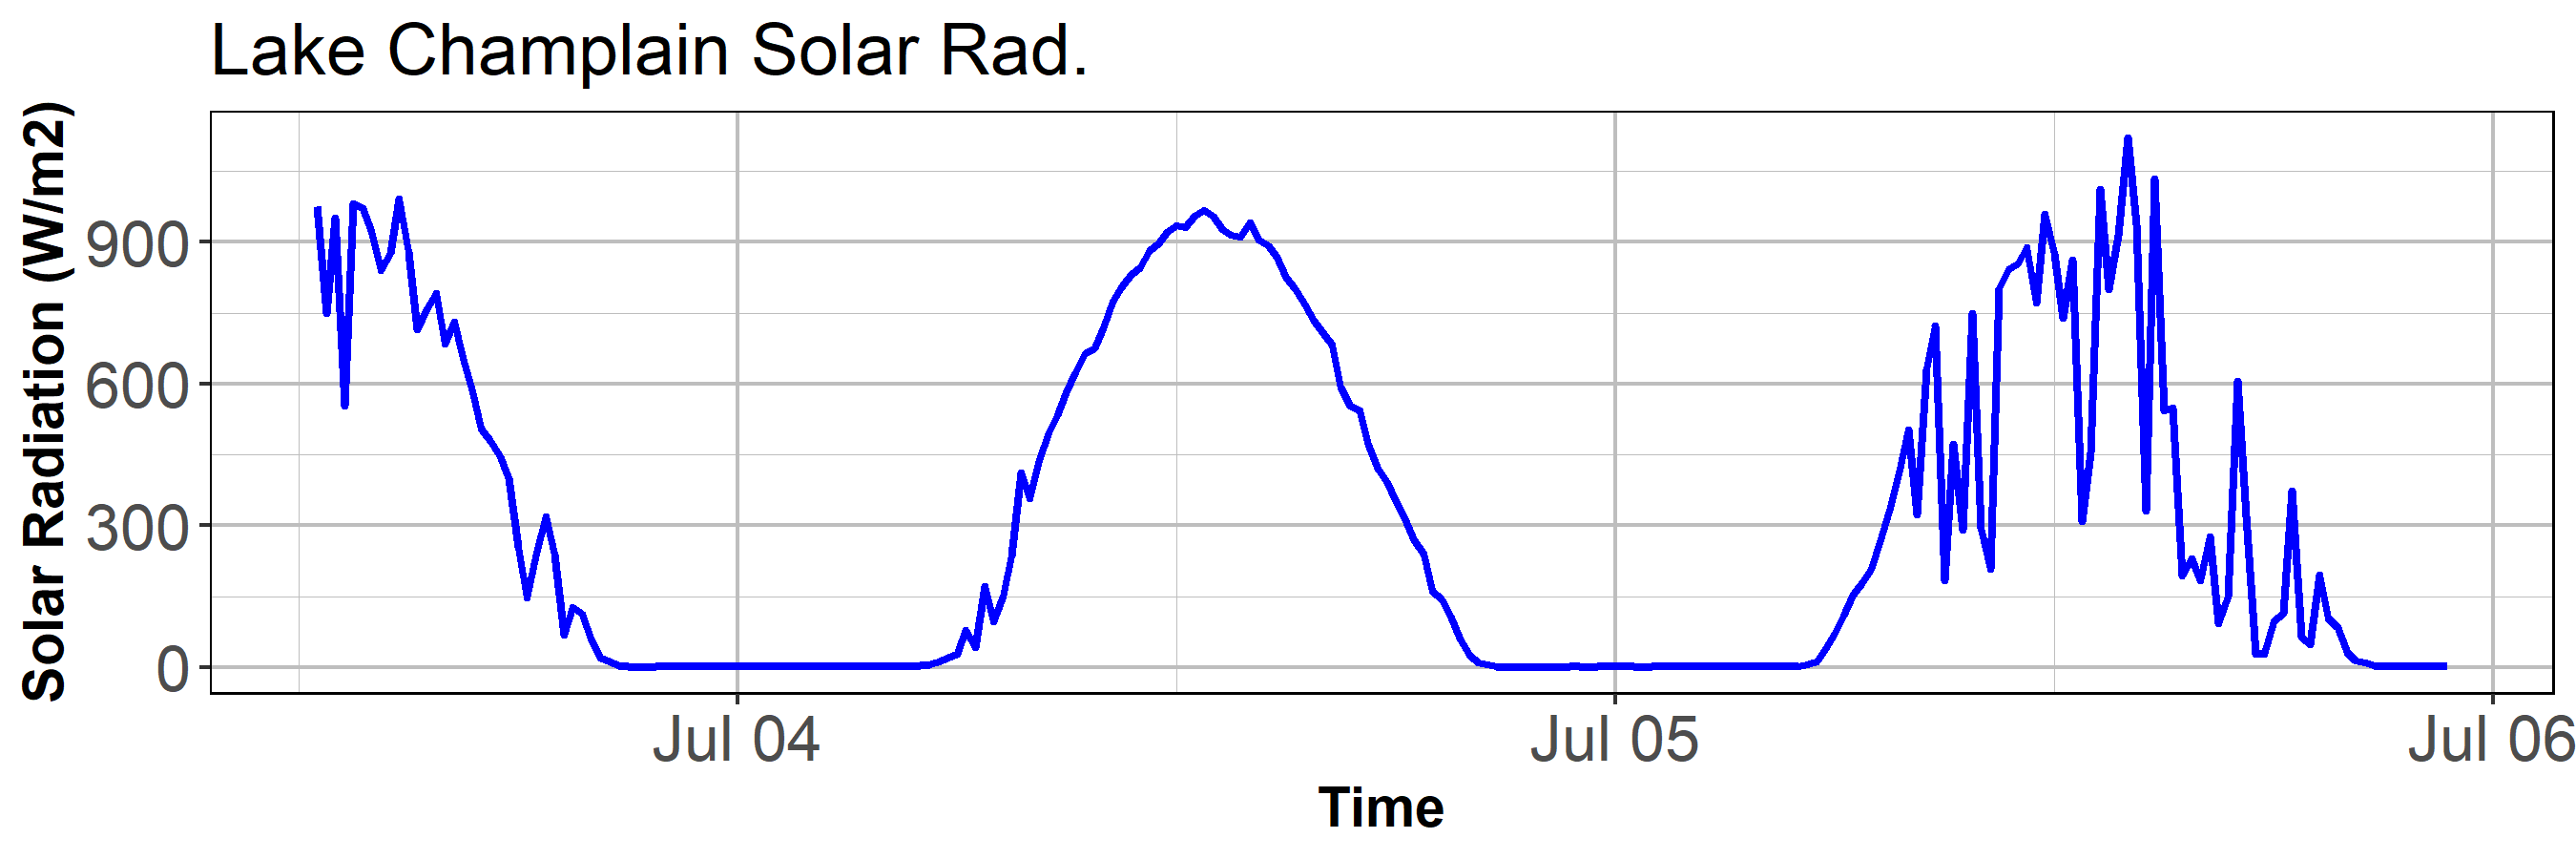 Lake Champlain Solar Rad.
Solar Radiation (W/m2)
900
600
300
0
Jul 04 Jul 05 Jul 06
Time